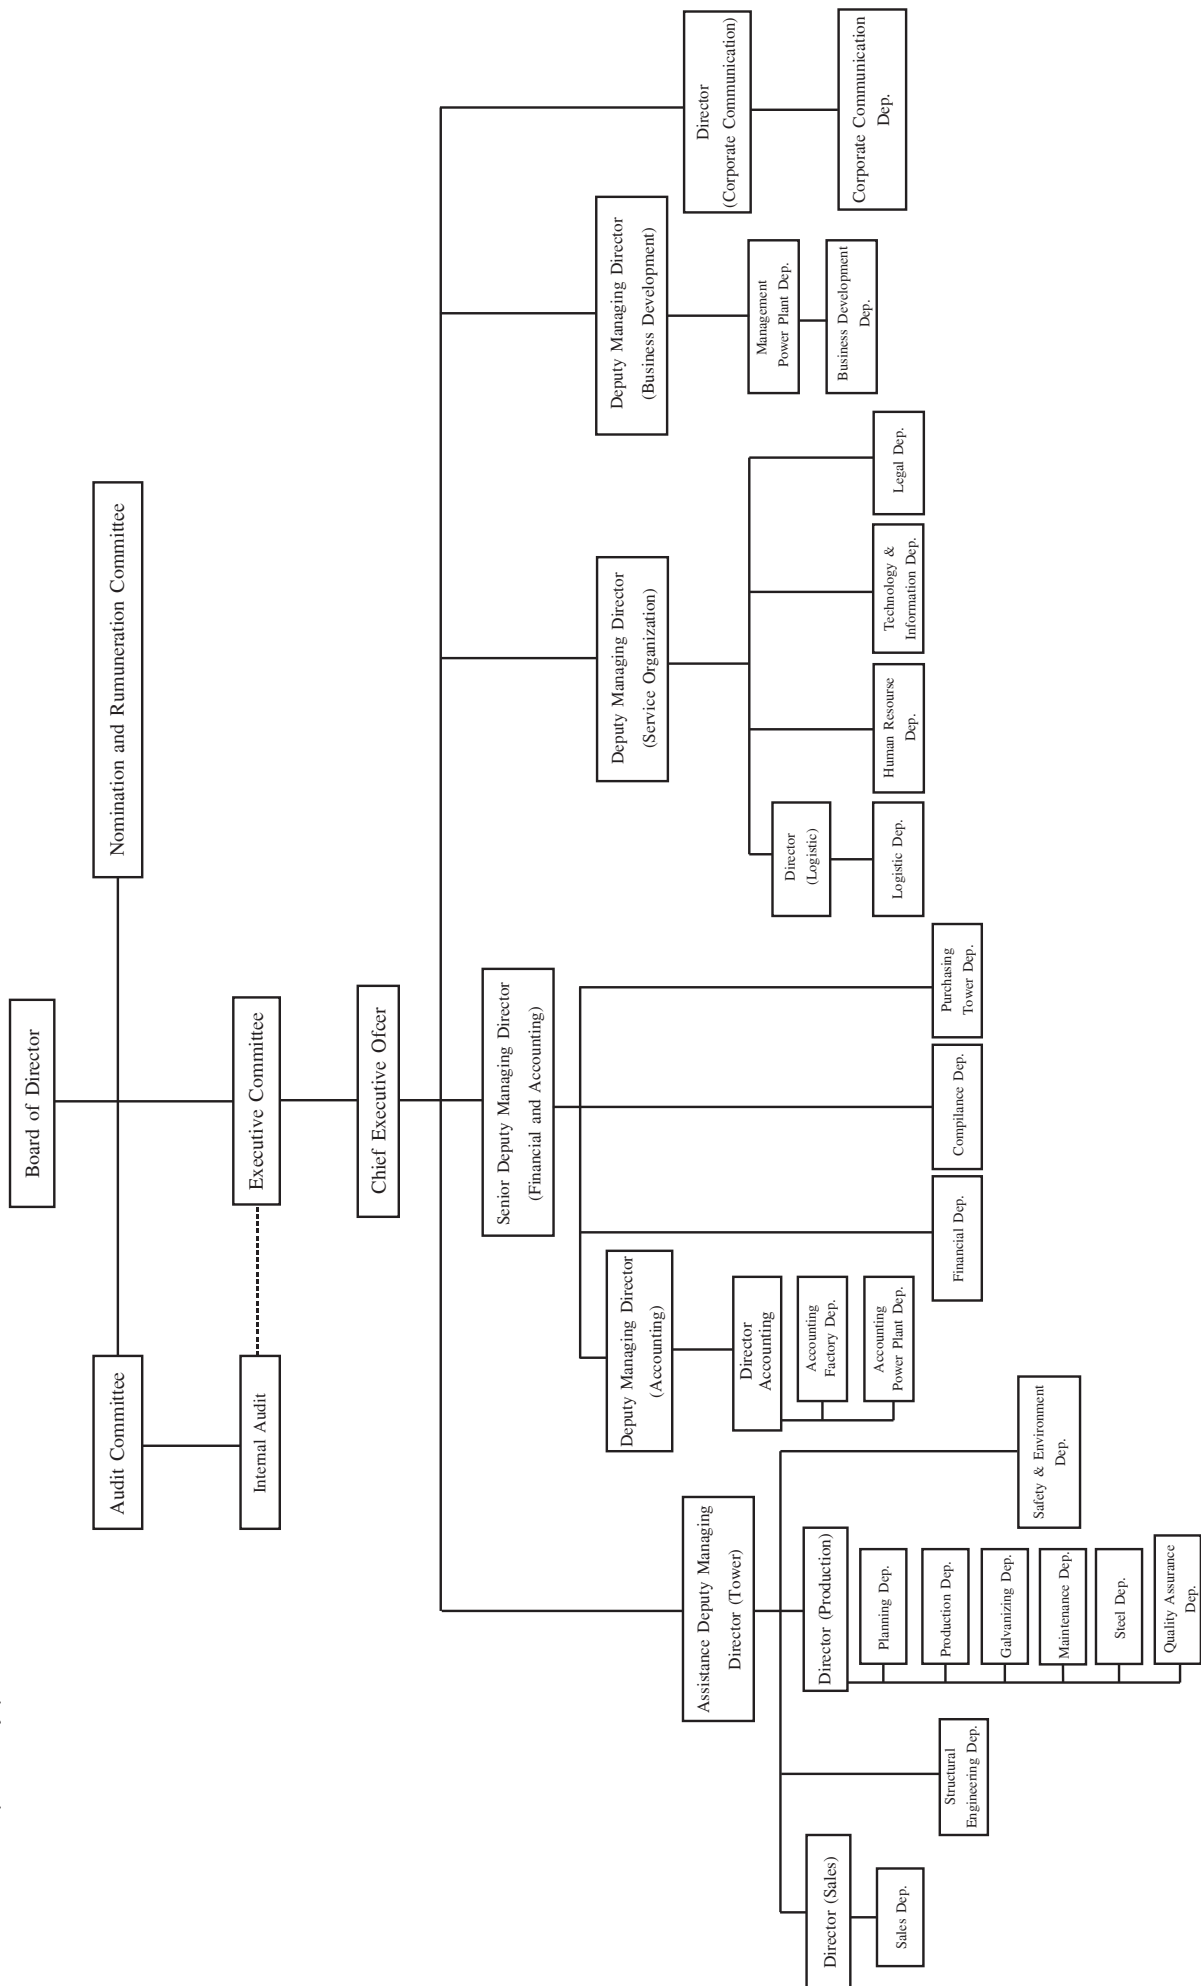 Board of Director
Audit Committee
Nomination and Rumuneration Committee
Internal Audit
Executive Committee
Chief Executive Ofcer
Assistance Deputy Managing
Director (Tower)
Senior Deputy Managing Director
(Financial and Accounting)
Deputy Managing Director
(Service Organization)
Deputy Managing Director
(Business Development)
Director
(Corporate Communication)
Director (Sales)
Sales Dep.
Structural
Engineering Dep.
Director (Production)
Planning Dep.
Production Dep.
Galvanizing Dep.
Maintenance Dep.
Steel Dep.
Quality Assurance
Dep.
Safety & Environment
Dep.
Deputy Managing Director
(Accounting)
Director
Accounting
Accounting
Factory Dep.
Accounting
Power Plant Dep.
Financial Dep.
Compilance Dep.
Purchasing
Tower Dep.
Director
(Logistic)
Logistic Dep.
Human Resourse
Dep.
Technology &
Information Dep.
Legal Dep.
Management
Power Plant Dep.
Business Development
Dep.
Corporate Communication
Dep.